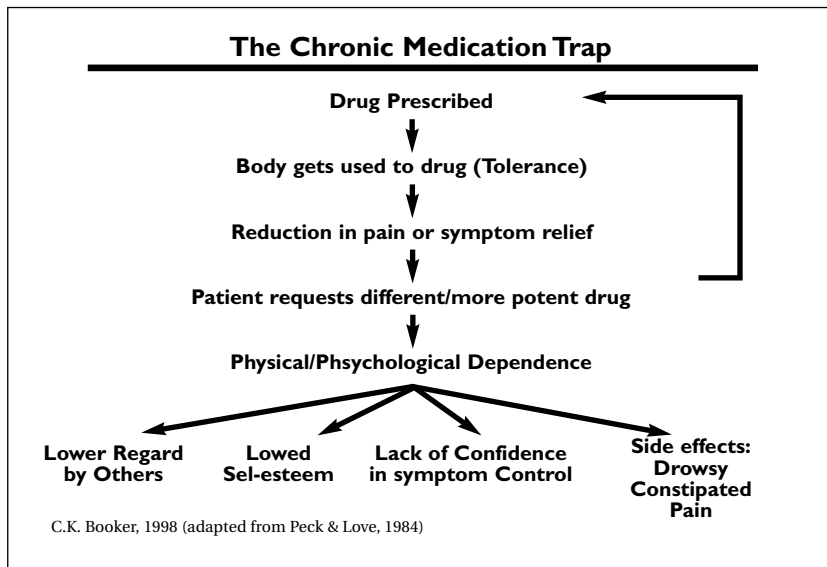 The Chronic Medication Trap
Drug Prescribed
Body gets used to drug (Tolerance)
Reduction in pain or symptom relief
Patient requests different/more potent drug
Physical/Phsychological Dependence
Lower Regard
by Others
Lowed
Sel-esteem
Lack of Confidence
in symptom Control
Side effects:
Drowsy
Constipated
Pain
C.K. Booker, 1998 (adapted from Peck & Love, 1984)